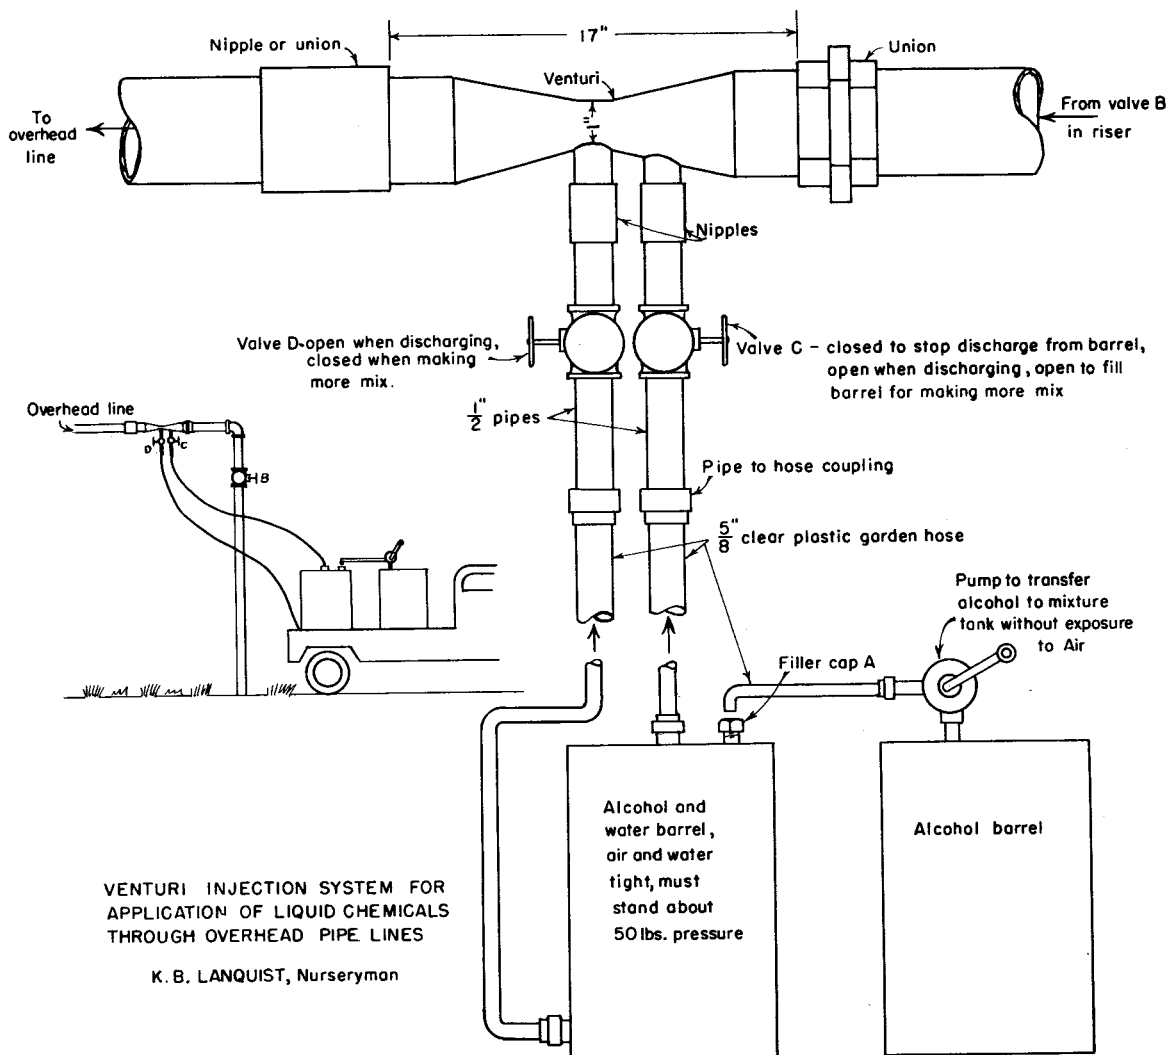 17"
Nipple or union
Union
Venturi
To
overhead
line
1"
From valve B
in riser
Nipples
Valve D-open when discharging,
closed when making
more mix.
Valve C - closed to stop discharge from barrel,
open when discharging, open to fill
barrel for making more mix
1/2" pipes
Overhead line
D
C
B
Pipe to hose coupling
5/8" clear plastic garden hose
Pump to transfer
alcohol to mixture
tank without exposure
to Air
Filler cap A
Alcohol and
water barrel,
air and water
tight, must
stand about
50 lbs. pressure
Alcohol barrel
VENTURI INJECTION SYSTEM FOR
APPLICATION OF LIQUID CHEMICALS
THROUGH OVERHEAD PIPE LINES
K. B. LANQUIST, Nurseryman